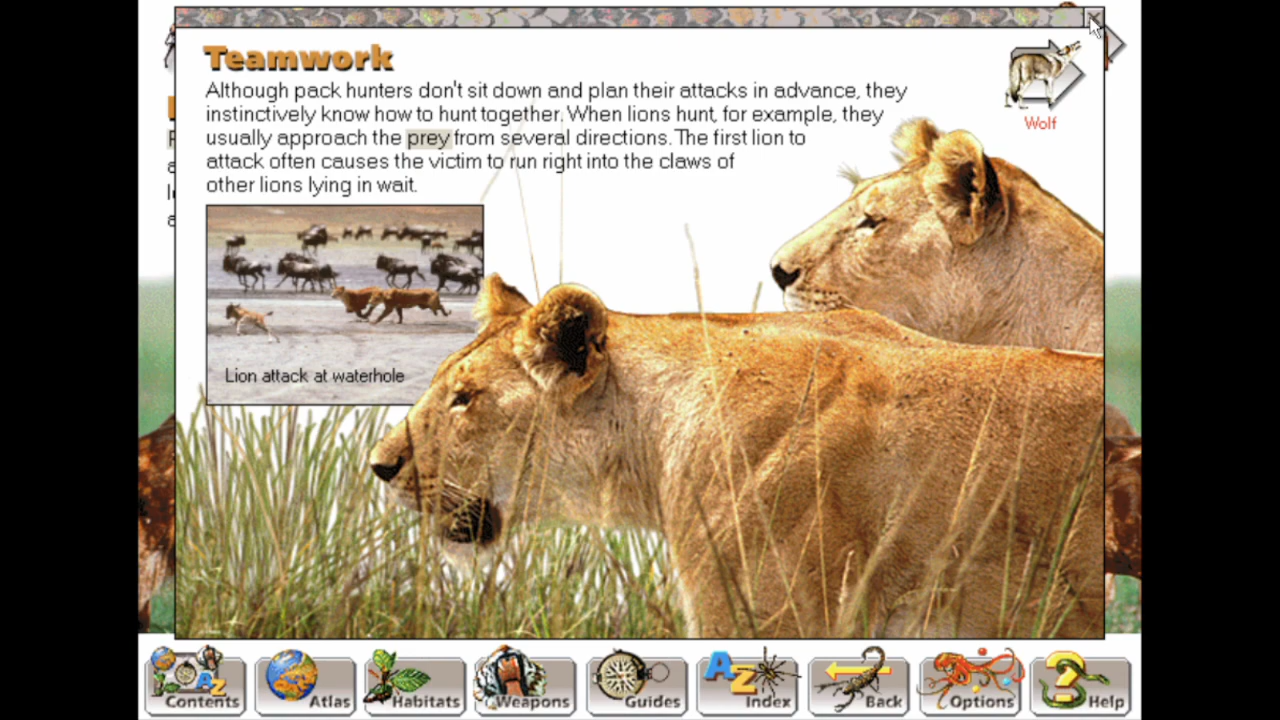 Teamwork
Although pack hunters don't sit down and plan their attacks in advance, they
instinctively know how to hunt together. When lions hunt, for example, they
usually approach the prey from several directions. The first lion to
attack often causes the victim to run right into the claws of
other lions lying in wait.
Wolf
Lion attack at waterhole
Contents
Atlas
Habitats
Weapons
Guides
AZ
Index
Back
Options
Help